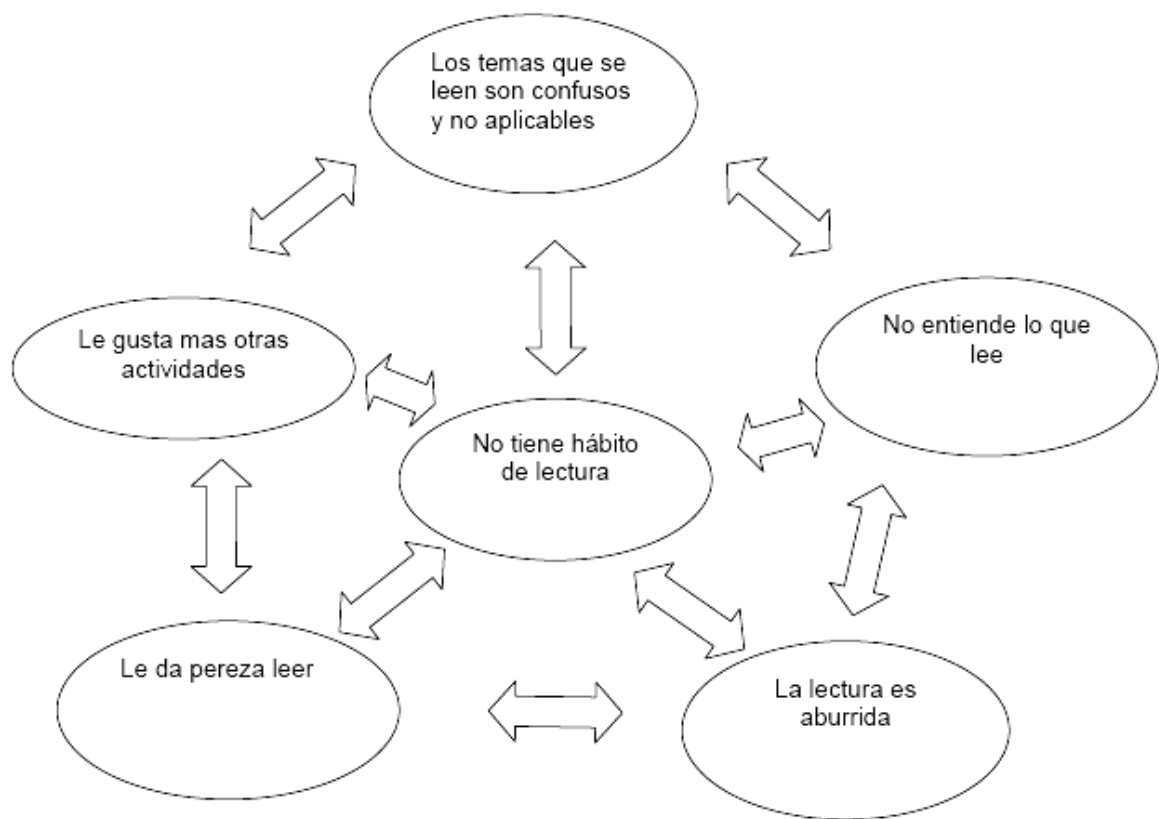 Los temas que se
leen son confusos
y no aplicables
Le gusta mas otras
actividades
No entiende lo que
lee
No tiene hábito
de lectura
Le da pereza leer
La lectura es
aburrida